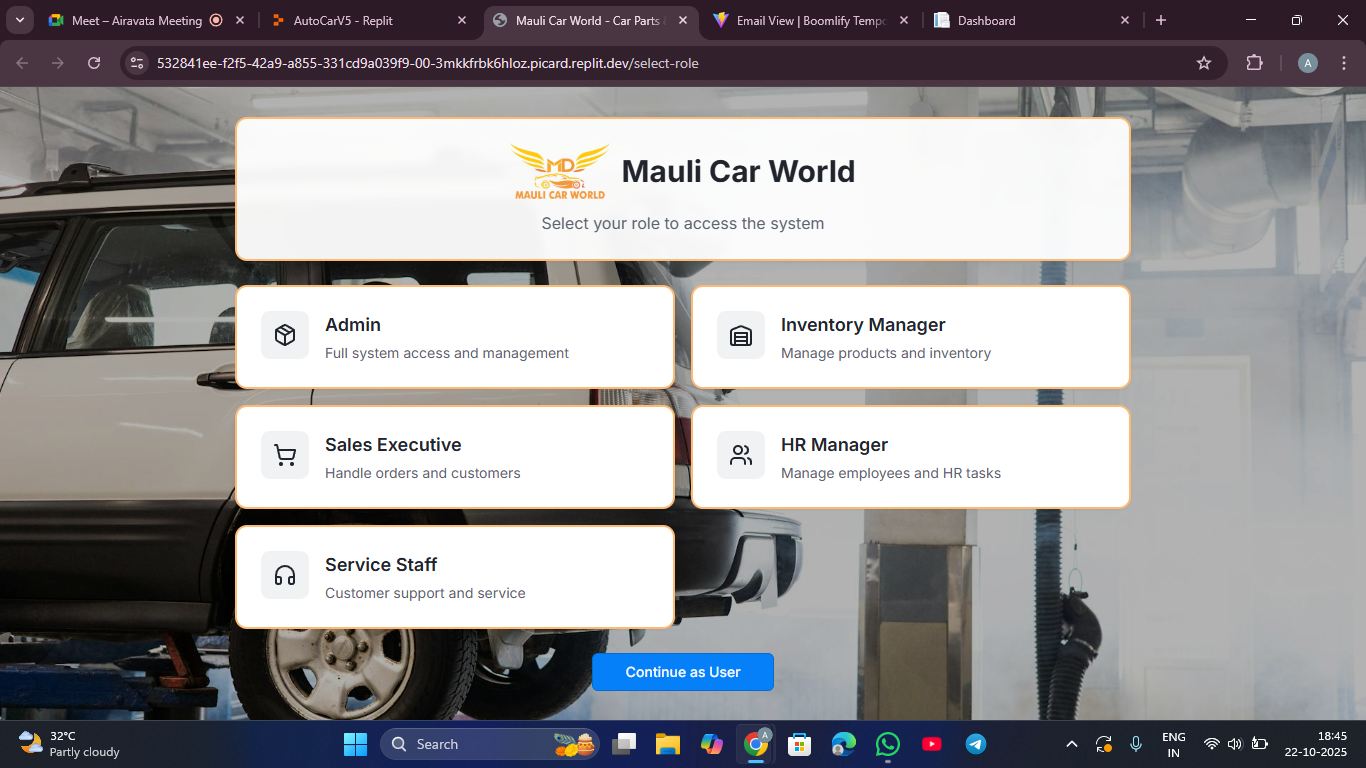 Meet – Airavata Meeting
AutoCarV5 - Replit
Mauli Car World - Car Parts
Email View | Boomlify Tempo
Dashboard
532841ee-f2f5-42a9-a855-331cd9a039f9-00-3mkkfrbk6hloz.picard.replit.dev/select-role
A
MD
MAULI CAR WORLD
Mauli Car World
Select your role to access the system
Admin
Full system access and management
Inventory Manager
Manage products and inventory
Sales Executive
Handle orders and customers
HR Manager
Manage employees and HR tasks
Service Staff
Customer support and service
Continue as User
32°C
Partly cloudy
Search
A
ENG
IN
18:45
22-10-2025